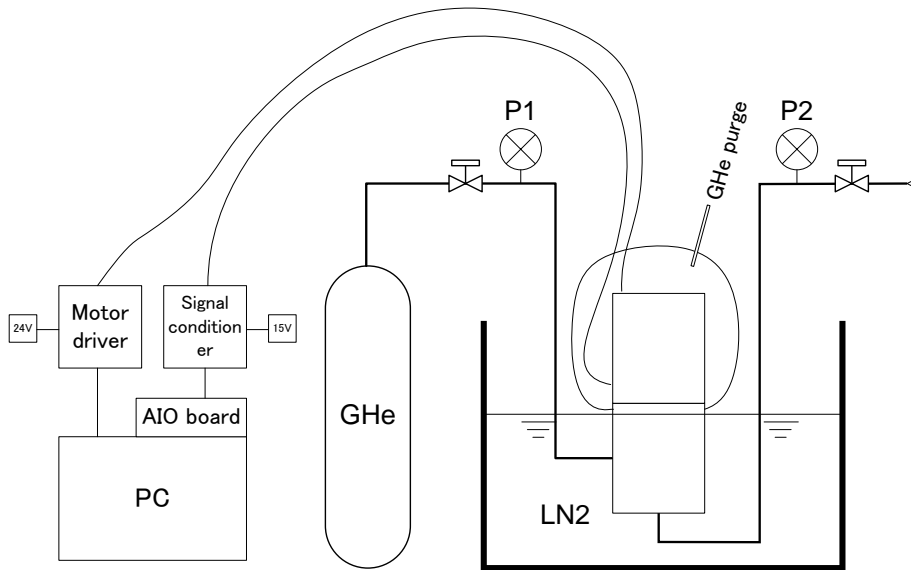 P1
P2
GHe purge
Motor
driver
Signal
condition
er
24V
15V
AIO board
PC
GHe
LN2